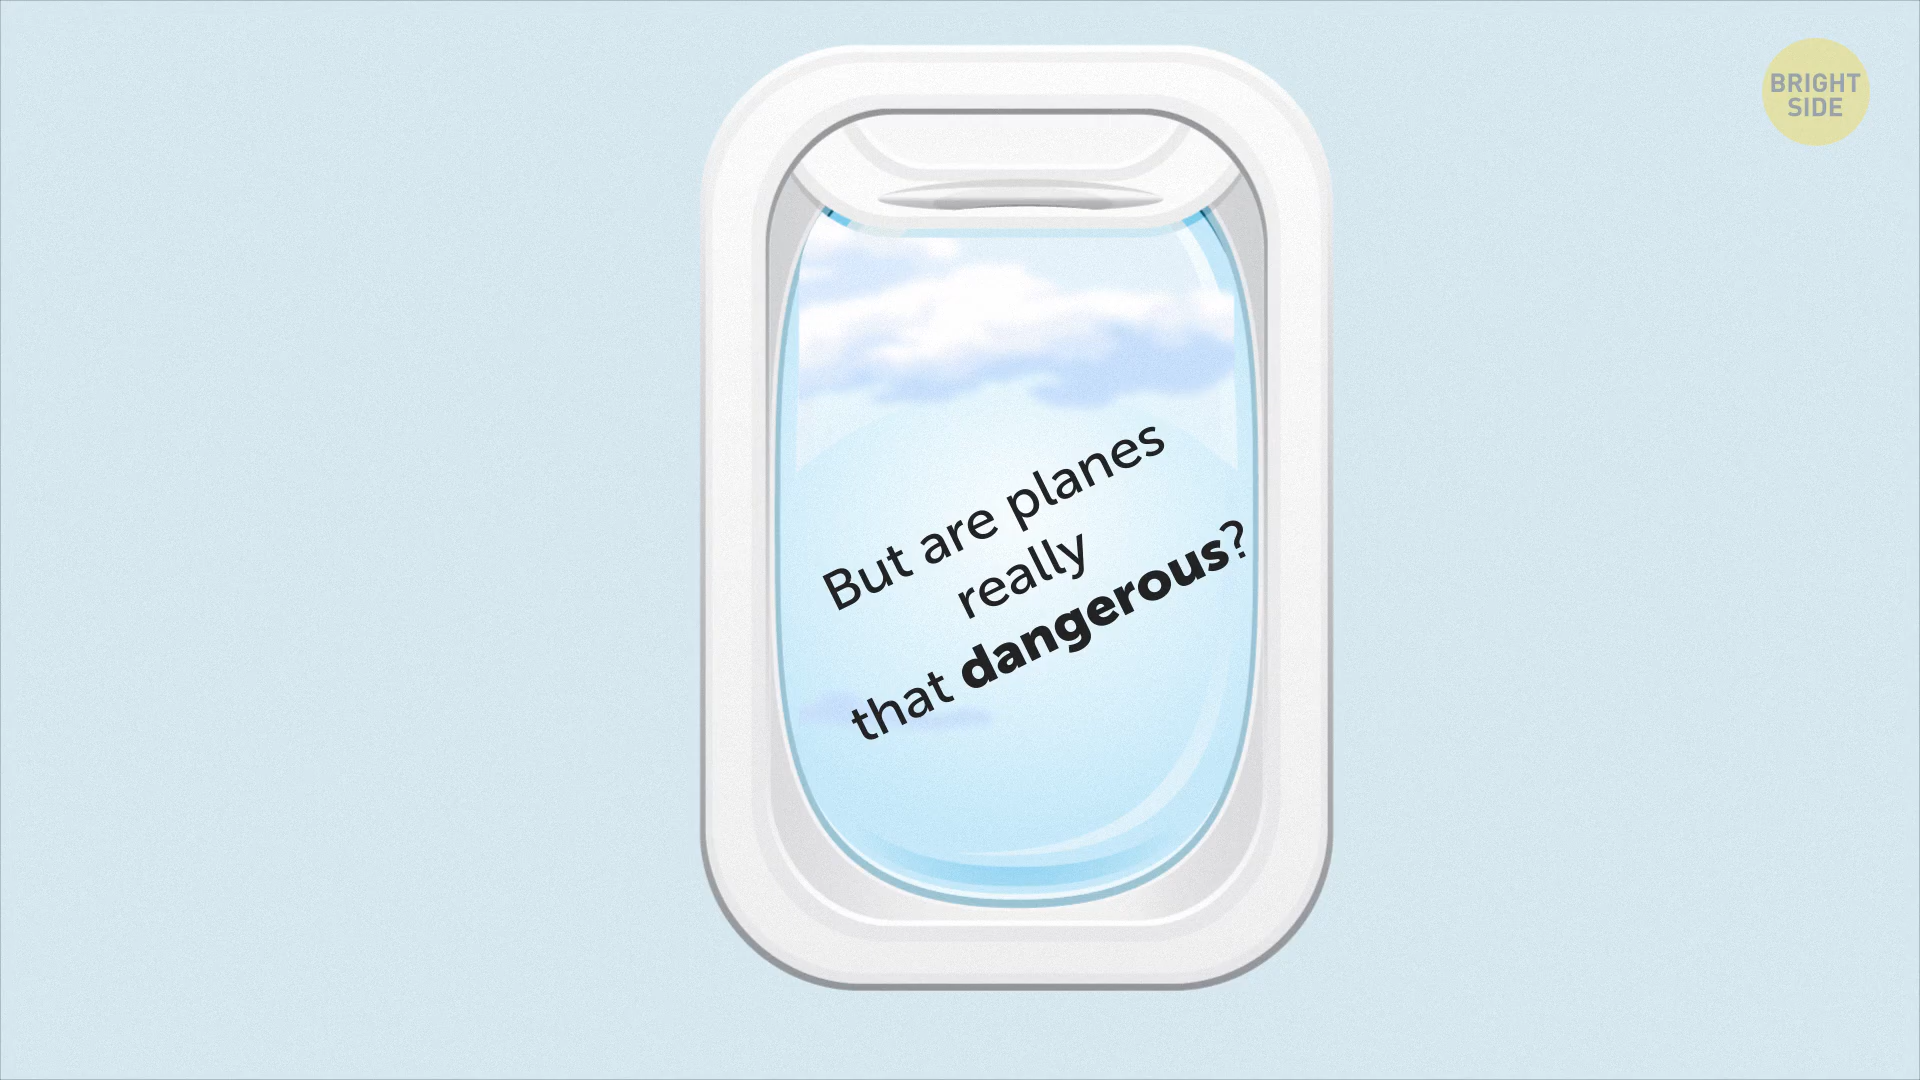 BRIGHT
SIDE
But are planes
really
that dangerous?